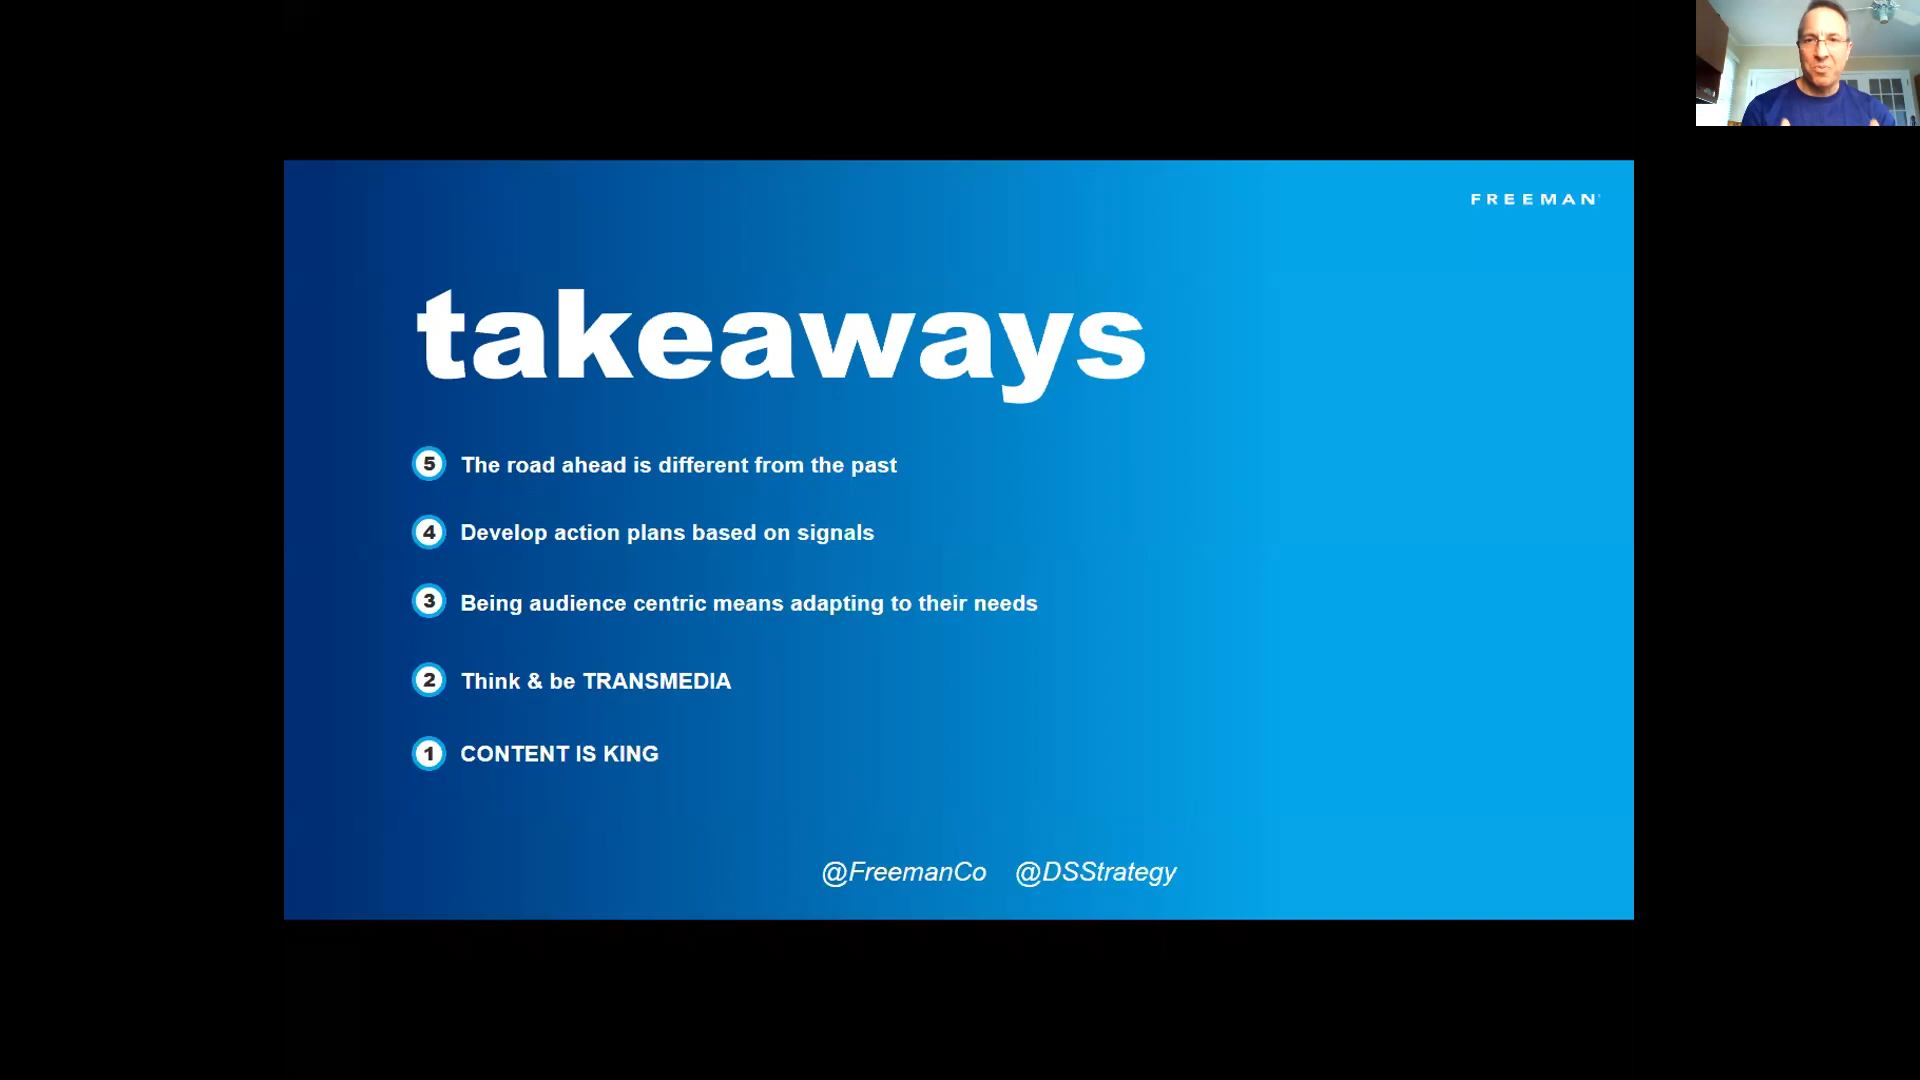 FREEMAN
takeaways
5 The road ahead is different from the past
4 Develop action plans based on signals
3 Being audience centric means adapting to their needs
2 Think & be TRANSMEDIA
1 CONTENT IS KING
@FreemanCo @DSStrategy